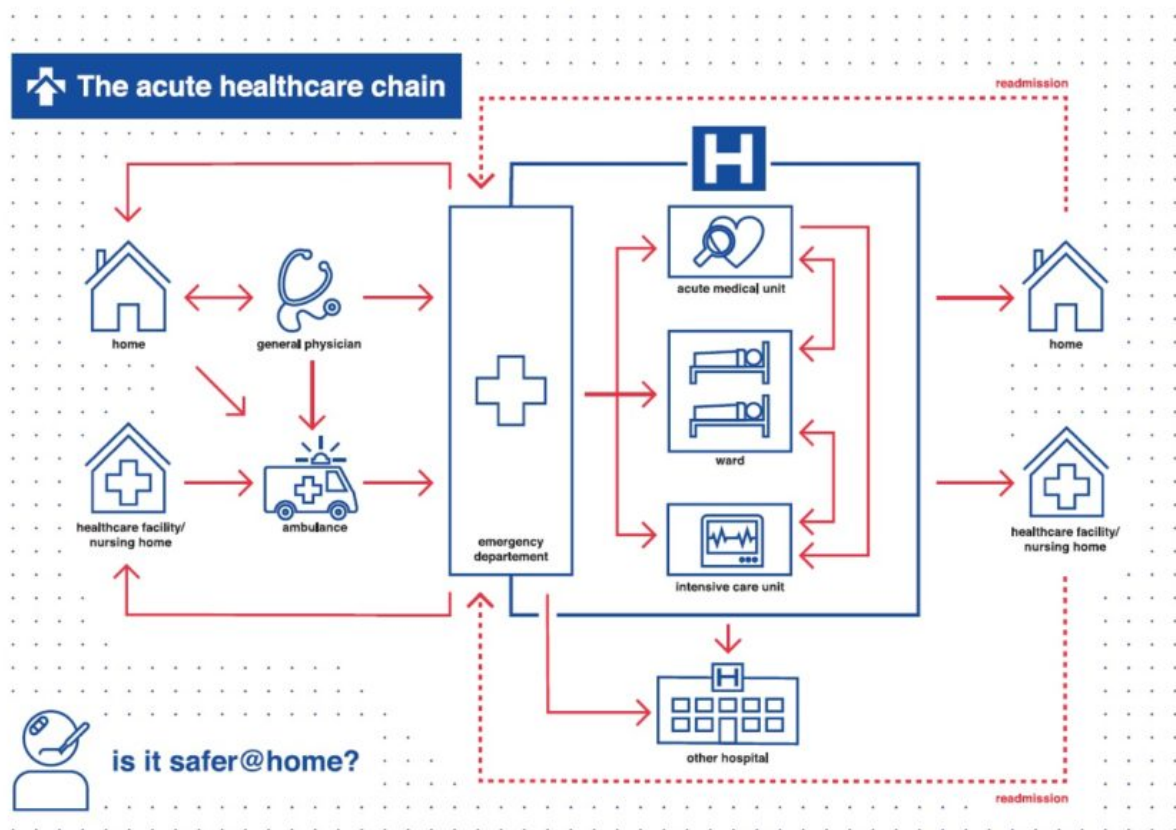 The acute healthcare chain
readmission
H
acute medical unit
home
general physician
home
ward
healthcare facility/
nursing home
ambulance
emergency
departement
intensive care unit
healthcare facility/
nursing home
H
other hospital
is it safer@home?
readmission